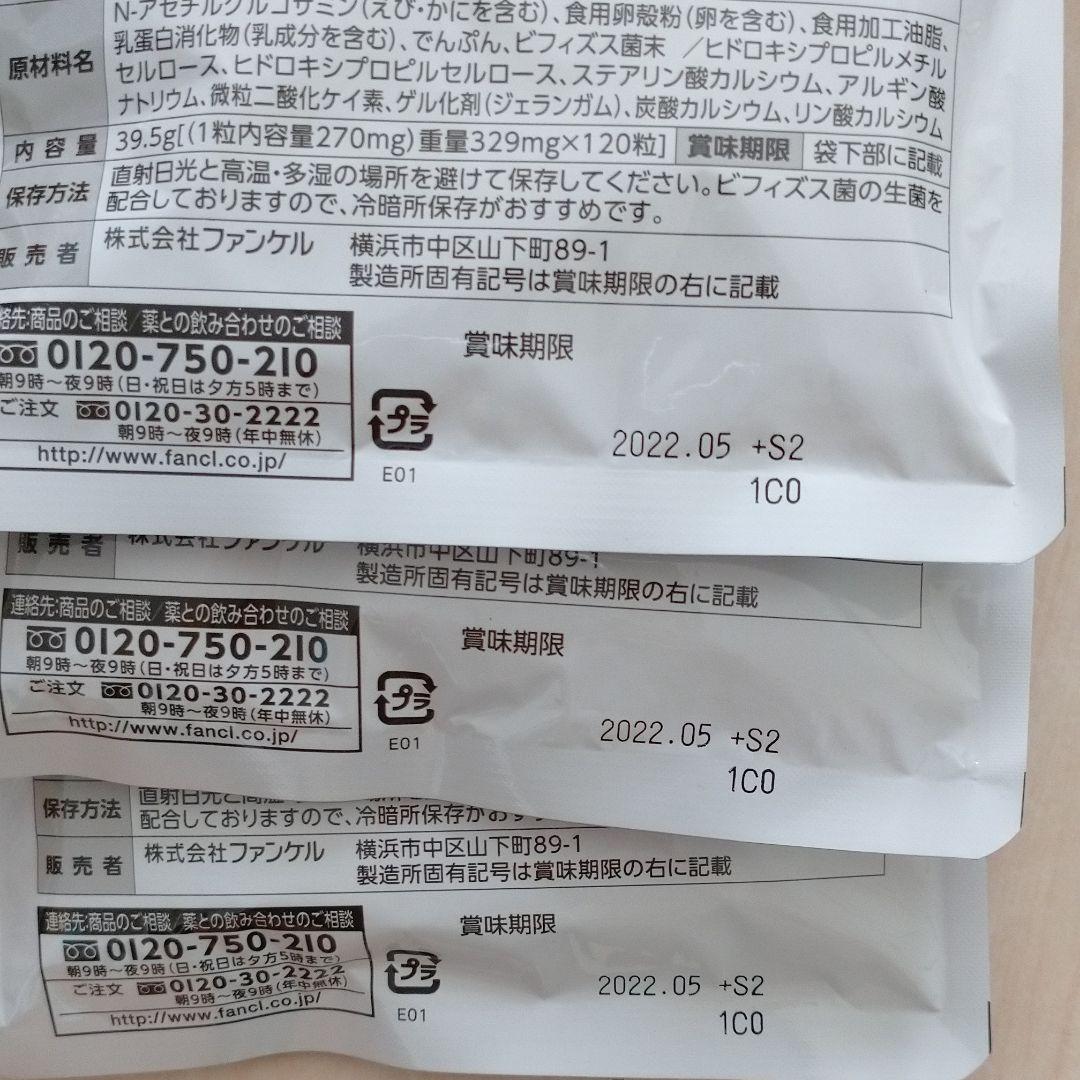 N-アセチルグルコサミン(えび・かにを含む)、食用卵殻粉(卵を含む)、食用加工油脂、
原材料名 乳蛋白消化物(乳成分を含む)、でんぷん、ビフィズス菌末 /ヒドロキシプロピルメチル
セルロース、ヒドロキシプロピルセルロース、ステアリン酸カルシウム、アルギン酸
ナトリウム、微粒二酸化ケイ素、ゲル化剤(ジェランガム)、炭酸カルシウム、リン酸カルシウム
内容量 39.5g[(1粒内容量270mg)重量329mg×120粒] 賞味期限 袋下部に記載
保存方法 直射日光と高温・多湿の場所を避けて保存してください。ビフィズス菌の生菌を
配合しておりますので、冷暗所保存がおすすめです。
販売者 株式会社ファンケル 横浜市中区山下町89-1
製造所固有記号は賞味期限の右に記載
絡先:商品のご相談/薬との飲み合わせのご相談
0120-750-210
朝9時~夜9時(日・祝日は夕方5時まで)
ご注文 0120-30-2222
朝9時~夜9時(年中無休)
http://www.fancl.co.jp/
プラ
E01
賞味期限
2022.05 +S2
1C0
販売者 株式会社ファンケル 横浜市中区山下町89-1
製造所固有記号は賞味期限の右に記載
連絡先:商品のご相談/薬との飲み合わせのご相談
0120-750-210
朝9時~夜9時(日・祝日は夕方5時まで)
ご注文 0120-30-2222
朝9時~夜9時(年中無休)
http://www.fancl.co.jp/
プラ
E01
賞味期限
2022.05 +S2
1C0
保存方法 直射日光と高温
配合しておりますので、冷暗所保存がおす
販売者 株式会社ファンケル 横浜市中区山下町89-1
製造所固有記号は賞味期限の右に記載
連絡先:商品のご相談/薬との飲み合わせのご相談
0120-750-210
朝9時~夜9時(日・祝日は夕方5時まで)
ご注文 0120-30-2222
朝9時~夜9時(年中無休)
http://www.fancl.co.jp/
プラ
E01
賞味期限
2022.05 +S2
1C0